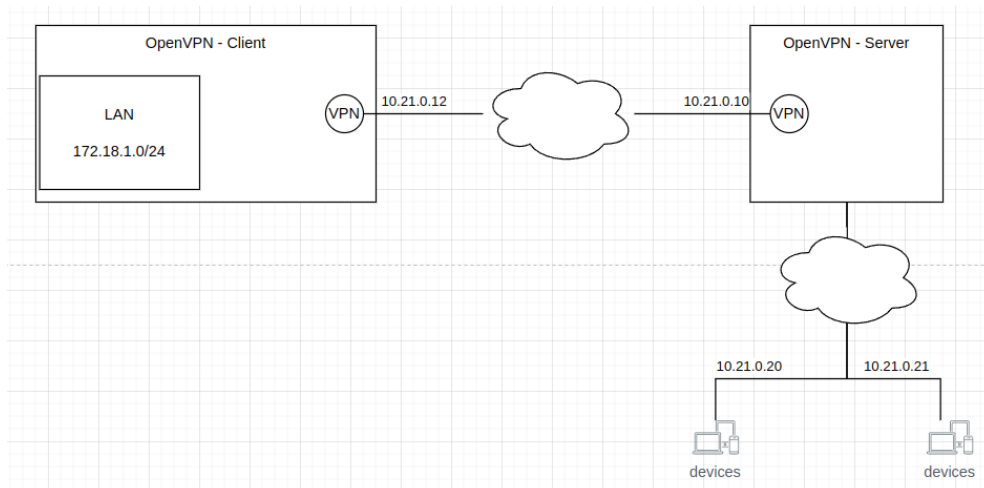 OpenVPN - Client
OpenVPN - Server
LAN
172.18.1.0/24
VPN
10.21.0.12
10.21.0.10
VPN
10.21.0.20
10.21.0.21
devices
devices